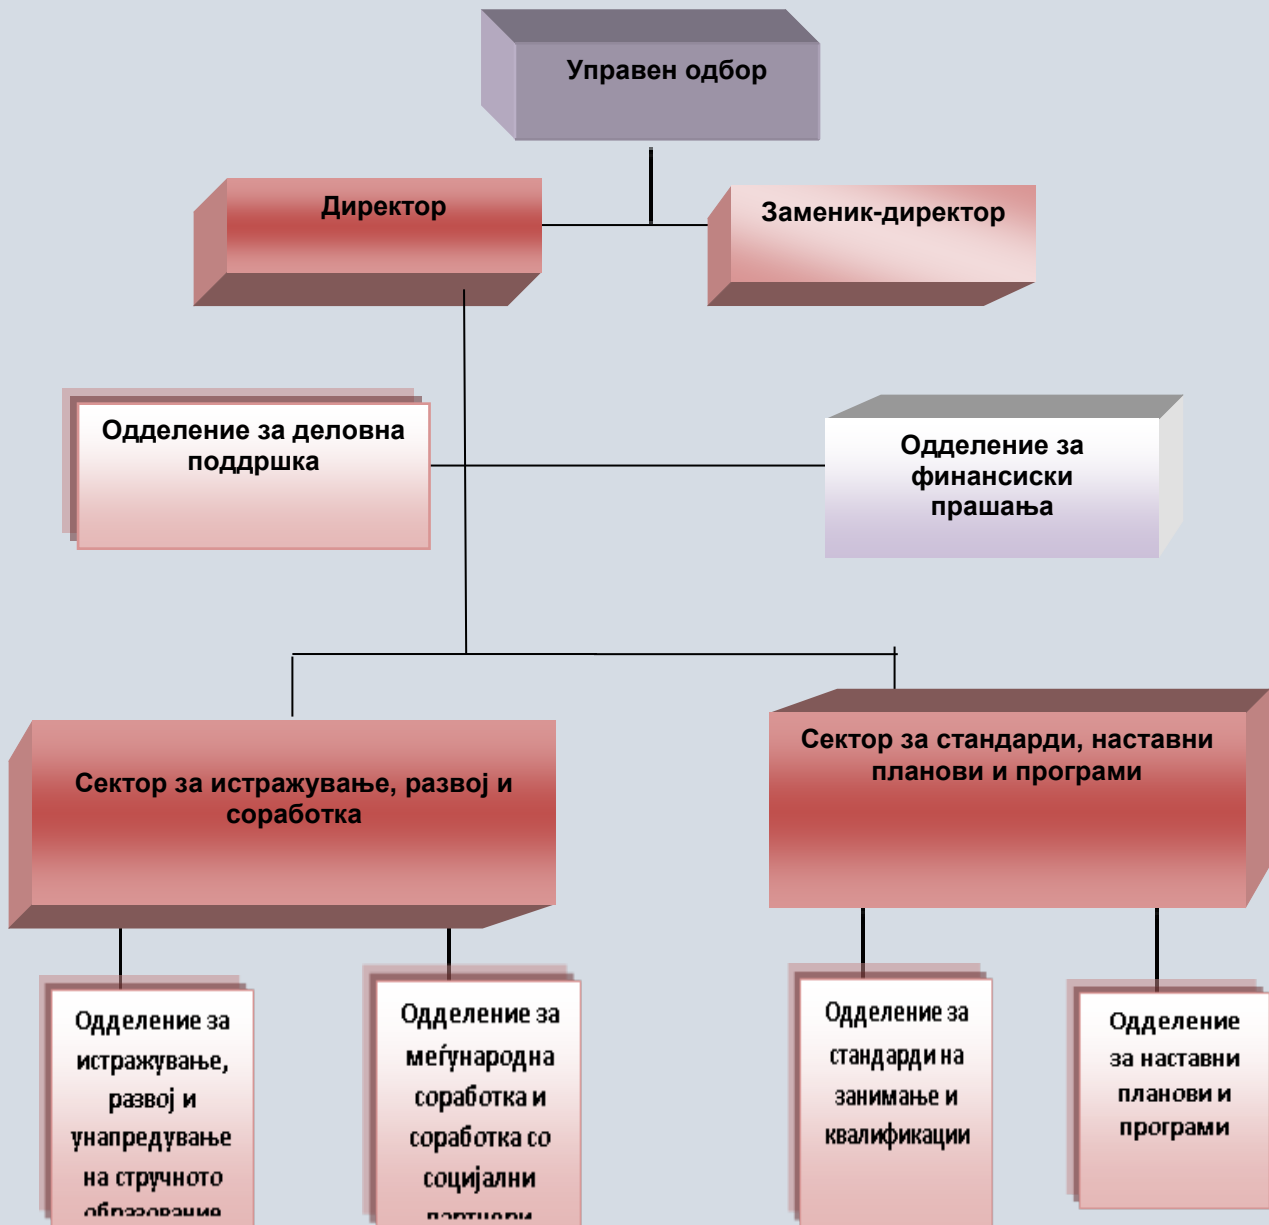 Управен одбор
Директор
Заменик-директор
Одделение за деловна
поддршка
Одделение за
финансиски
прашања
Сектор за истражување, развој и
соработка
Сектор за стандарди, наставни
планови и програми
Одделение за
истражување,
развој и
унапредување
на стручното
образование
Одделение за
меѓународна
соработка и
соработка со
социјални
партнери
Одделение за
стандарди на
занимање и
квалификации
Одделение
за наставни
планови и
програми